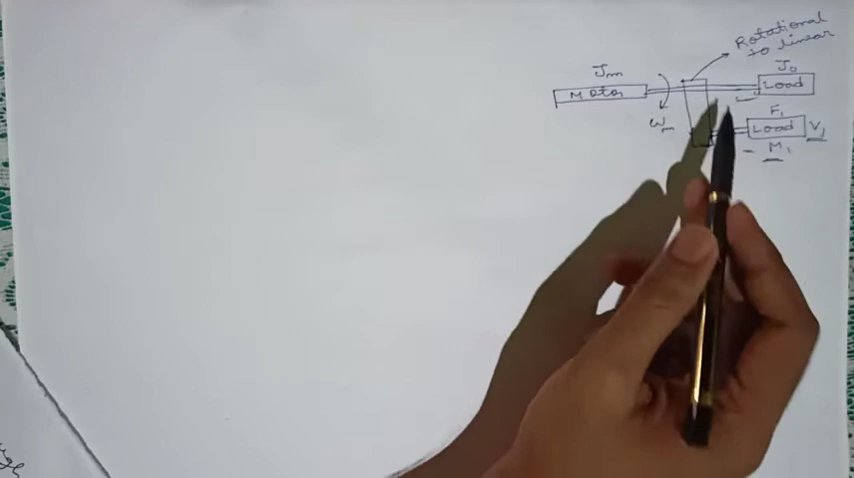 Rotational
to linear
Jm
J0
Motor
Load
ωm
F1
Load
V1
M1